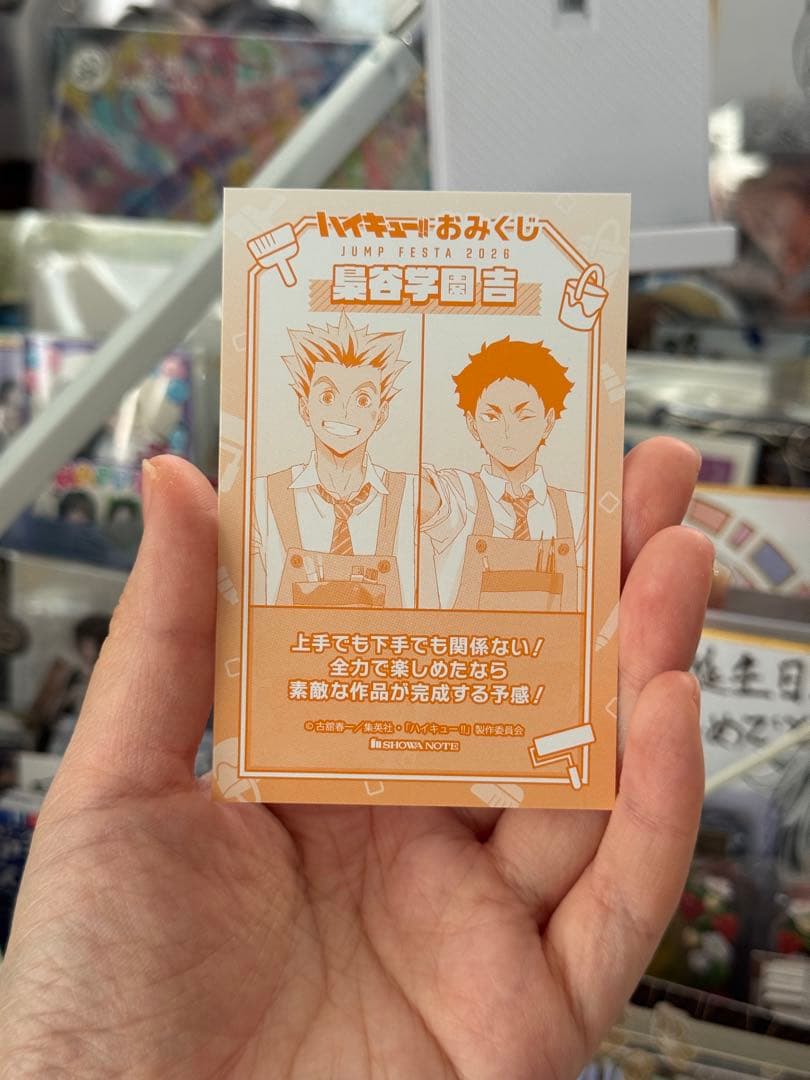 ハイキュー!! おみくじ
JUMP FESTA 2026
梟谷学園 吉
上手でも下手でも関係ない!
全力で楽しめたなら
素敵な作品が完成する予感!
©古舘春一/集英社・「ハイキュー!!」製作委員会
SHOWA NOTE
誕生日